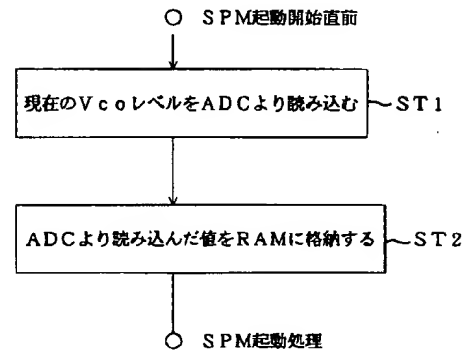 SPM起動開始直前
現在のVcoレベルをADCより読み込む
ST1
ADCより読み込んだ値をRAMに格納する
ST2
SPM起動処理